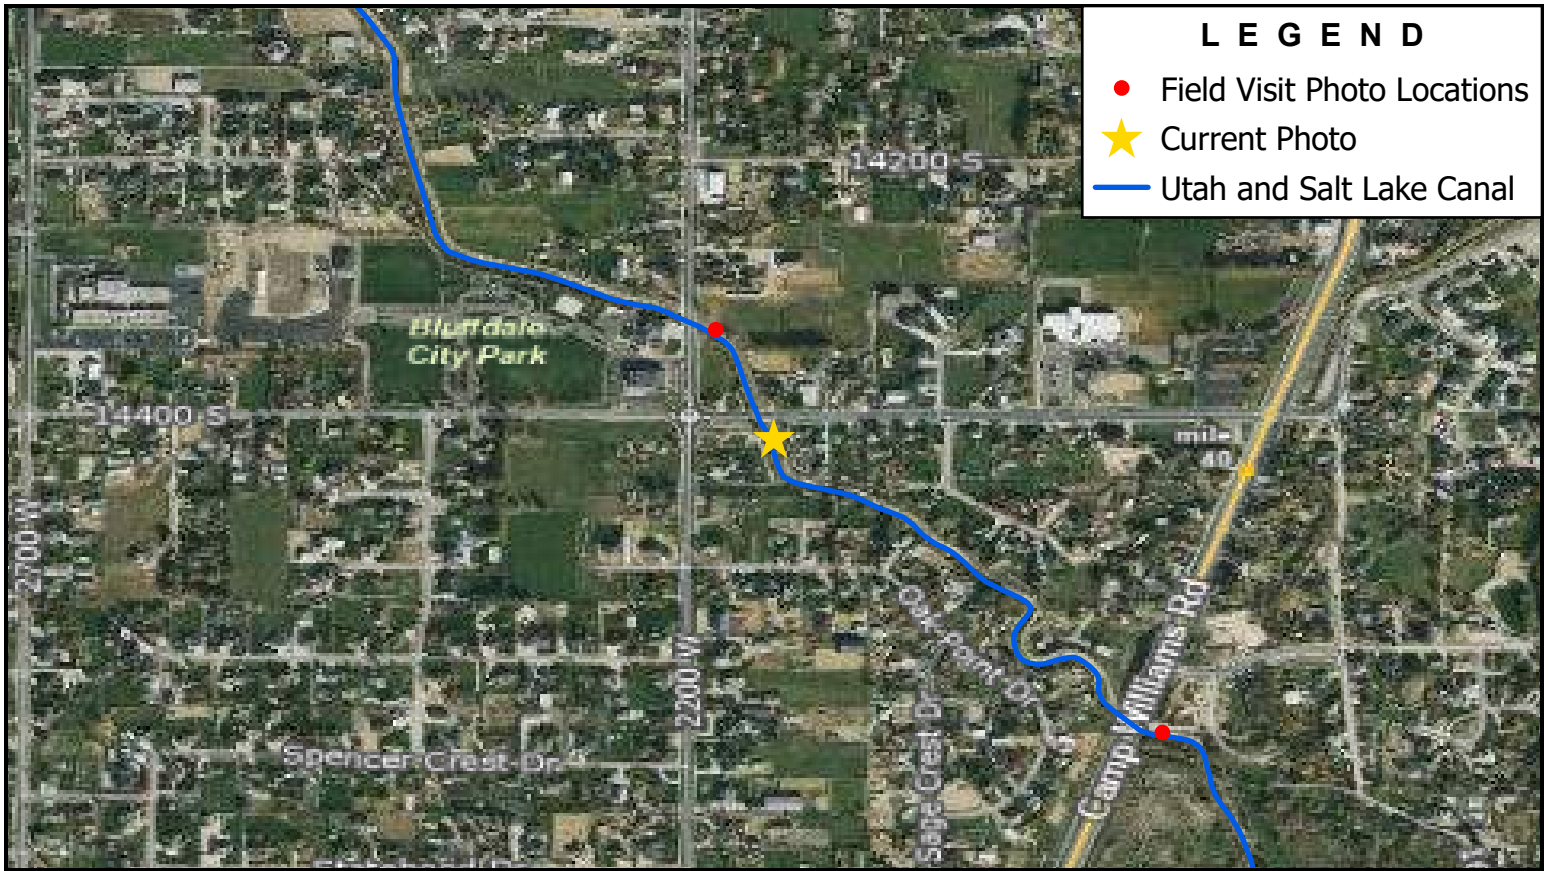 L E G E N D
Field Visit Photo Locations
Current Photo
Utah and Salt Lake Canal
14200 S
Bluffdale
City Park
14400 S
mile
40
2700 W
2200 W
Oak Point Dr
Camp Williams Rd
Spencer Crest Dr
Sage Crest Dr